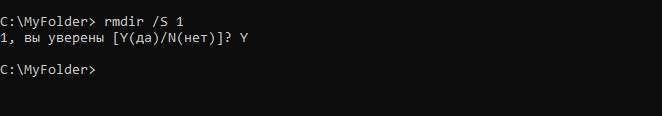 C:\MyFolder> rmdir /S 1
1, вы уверены [Y(да)/N(нет)]? Y
C:\MyFolder>